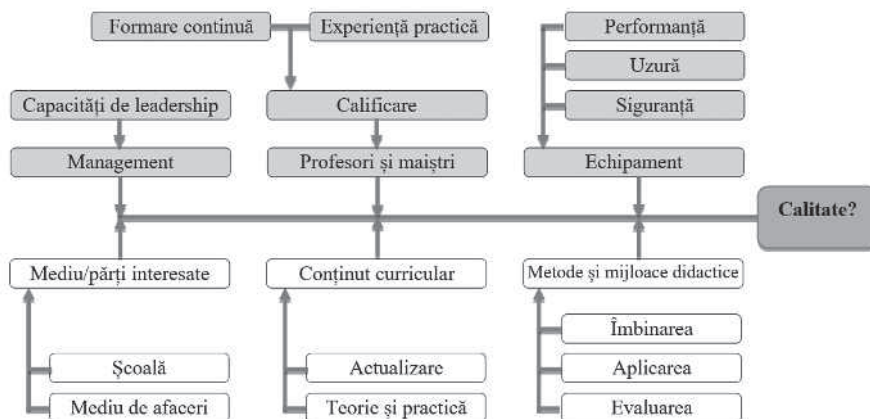 Formare continuă
Experiență practică
Performanță
Uzură
Siguranță
Capacități de leadership
Calificare
Management
Profesori și maiștri
Echipament
Calitate?
Mediu/părți interesate
Conținut curricular
Metode și mijloace didactice
Îmbinarea
Școală
Actualizare
Aplicarea
Mediu de afaceri
Teorie și practică
Evaluarea